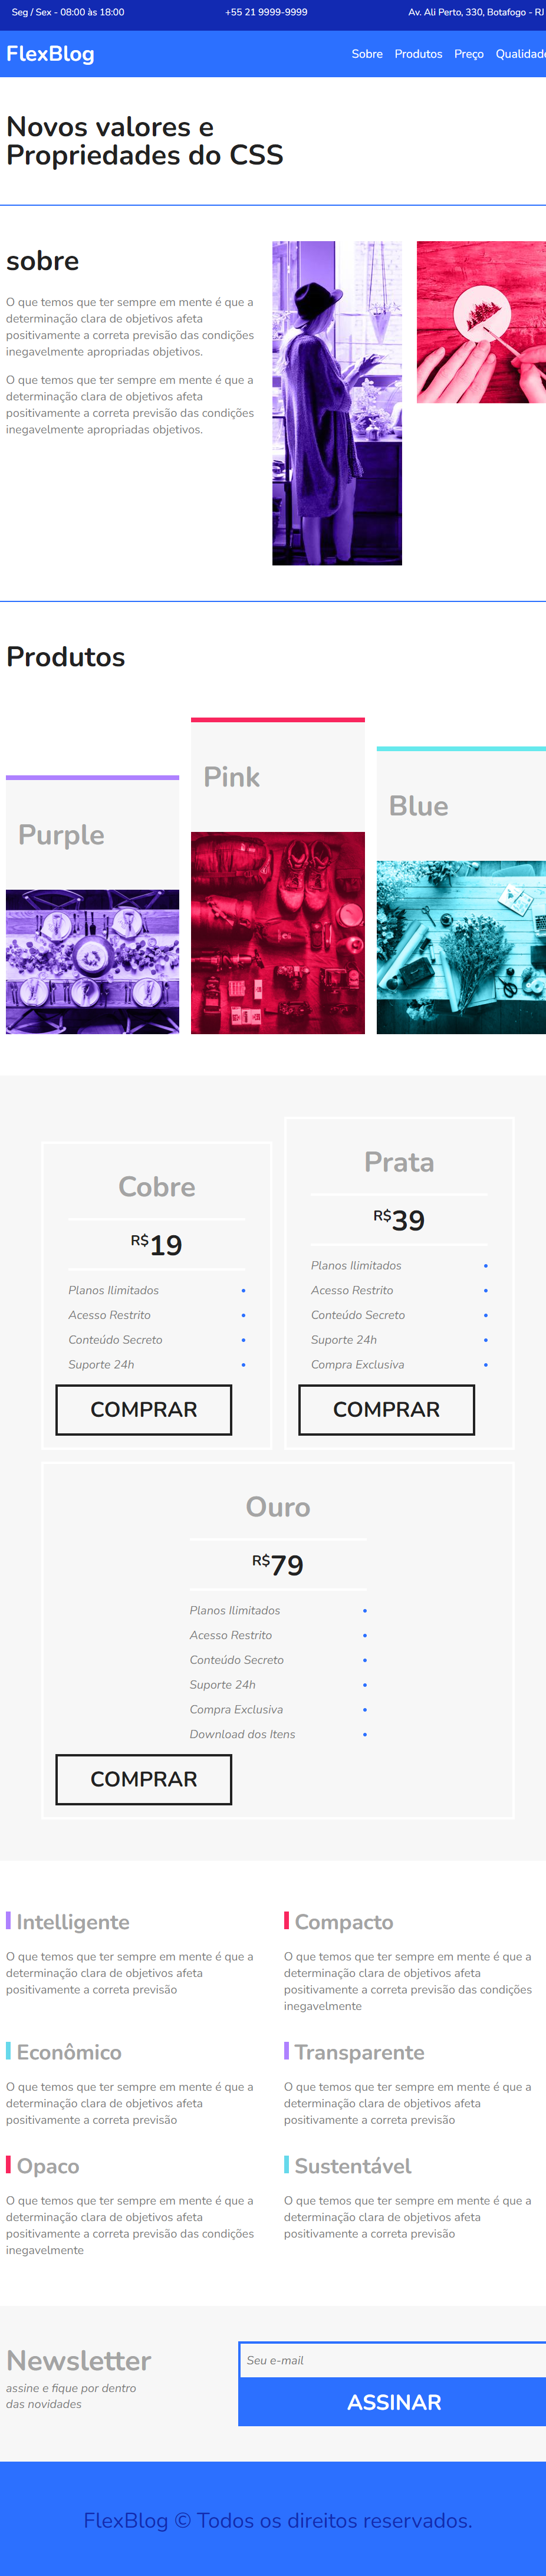 Seg / Sex - 08:00 às 18:00 +55 21 9999-9999 Av. Ali Perto, 330, Botafogo - RJ
FlexBlog Sobre Produtos Preço Qualidade
Novos valores e
Propriedades do CSS
sobre
O que temos que ter sempre em mente é que a
determinação clara de objetivos afeta
positivamente a correta previsão das condições
inegavelmente apropriadas objetivos.
O que temos que ter sempre em mente é que a
determinação clara de objetivos afeta
positivamente a correta previsão das condições
inegavelmente apropriadas objetivos.
Produtos
Purple
Pink
Blue
Cobre
R$19
Planos Ilimitados
Acesso Restrito
Conteúdo Secreto
Suporte 24h
COMPRAR
Prata
R$39
Planos Ilimitados
Acesso Restrito
Conteúdo Secreto
Suporte 24h
Compra Exclusiva
COMPRAR
Ouro
R$79
Planos Ilimitados
Acesso Restrito
Conteúdo Secreto
Suporte 24h
Compra Exclusiva
Download dos Itens
COMPRAR
Intelligente
O que temos que ter sempre em mente é que a
determinação clara de objetivos afeta
positivamente a correta previsão
Compacto
O que temos que ter sempre em mente é que a
determinação clara de objetivos afeta
positivamente a correta previsão das condições
inegavelmente
Econômico
O que temos que ter sempre em mente é que a
determinação clara de objetivos afeta
positivamente a correta previsão
Transparente
O que temos que ter sempre em mente é que a
determinação clara de objetivos afeta
positivamente a correta previsão
Opaco
O que temos que ter sempre em mente é que a
determinação clara de objetivos afeta
positivamente a correta previsão das condições
inegavelmente
Sustentável
O que temos que ter sempre em mente é que a
determinação clara de objetivos afeta
positivamente a correta previsão
Newsletter
assine e fique por dentro
das novidades
Seu e-mail
ASSINAR
FlexBlog © Todos os direitos reservados.